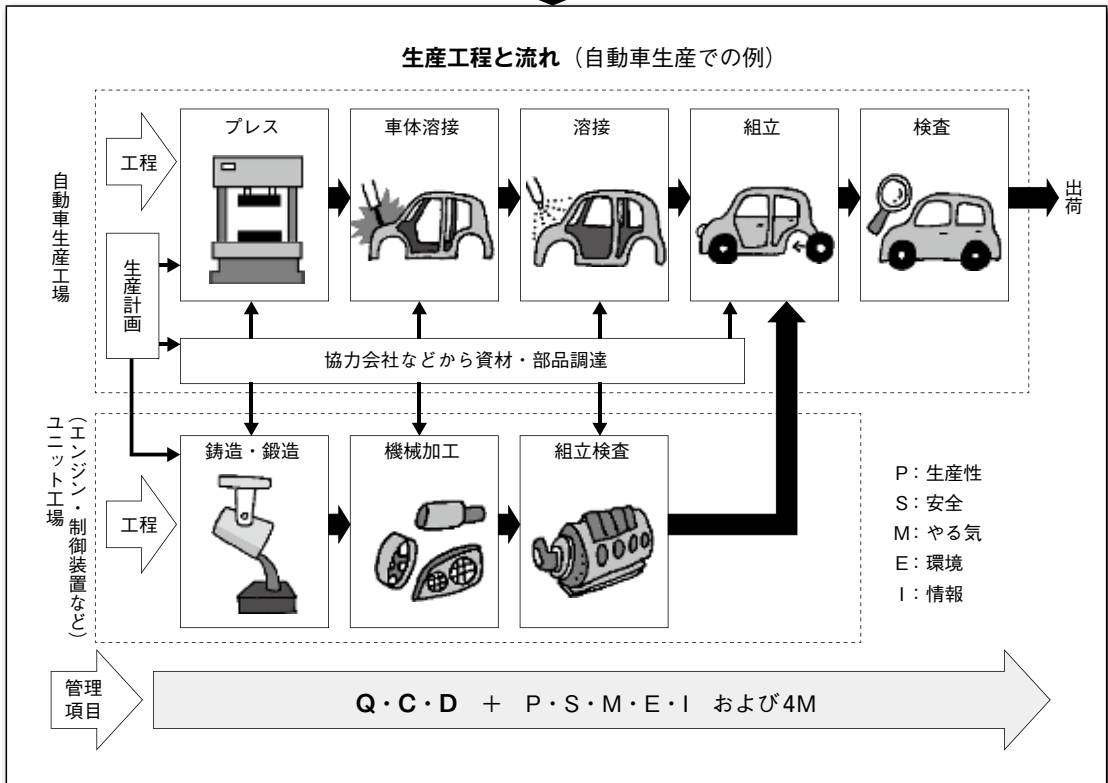 生産工程と流れ（自動車生産での例）
自動車生産工場
工程
プレス
車体溶接
溶接
組立
検査
出荷
生産計画
協力会社などから資材・部品調達
ユニット工場
（エンジン・制御装置など）
工程
鋳造・鍛造
機械加工
組立検査
P：生産性
S：安全
M：やる気
E：環境
I：情報
管理
項目
Q・C・D ＋ P・S・M・E・I および4M